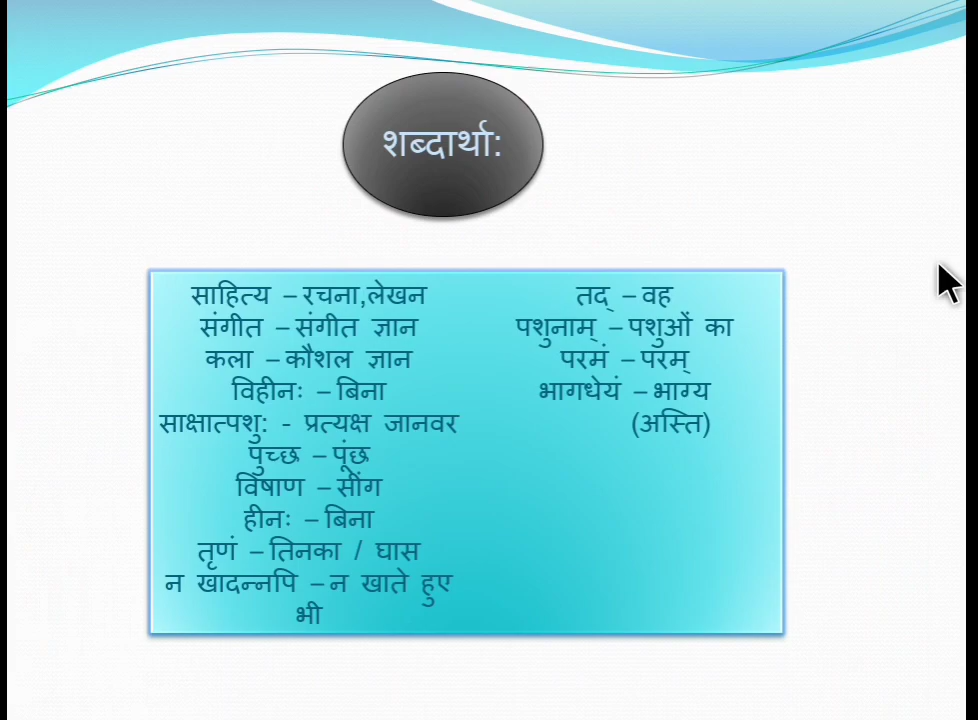 शब्दार्था:
साहित्य – रचना,लेखन
संगीत – संगीत ज्ञान
कला – कौशल ज्ञान
विहीनः – बिना
साक्षात्पशु: - प्रत्यक्ष जानवर
पुच्छ – पूंछ
विषाण – सींग
हीनः – बिना
तृणं – तिनका / घास
न खादन्नपि – न खाते हुए
भी
तद् – वह
पशुनाम् – पशुओं का
परमं – परम्
भागधेयं – भाग्य
(अस्ति)